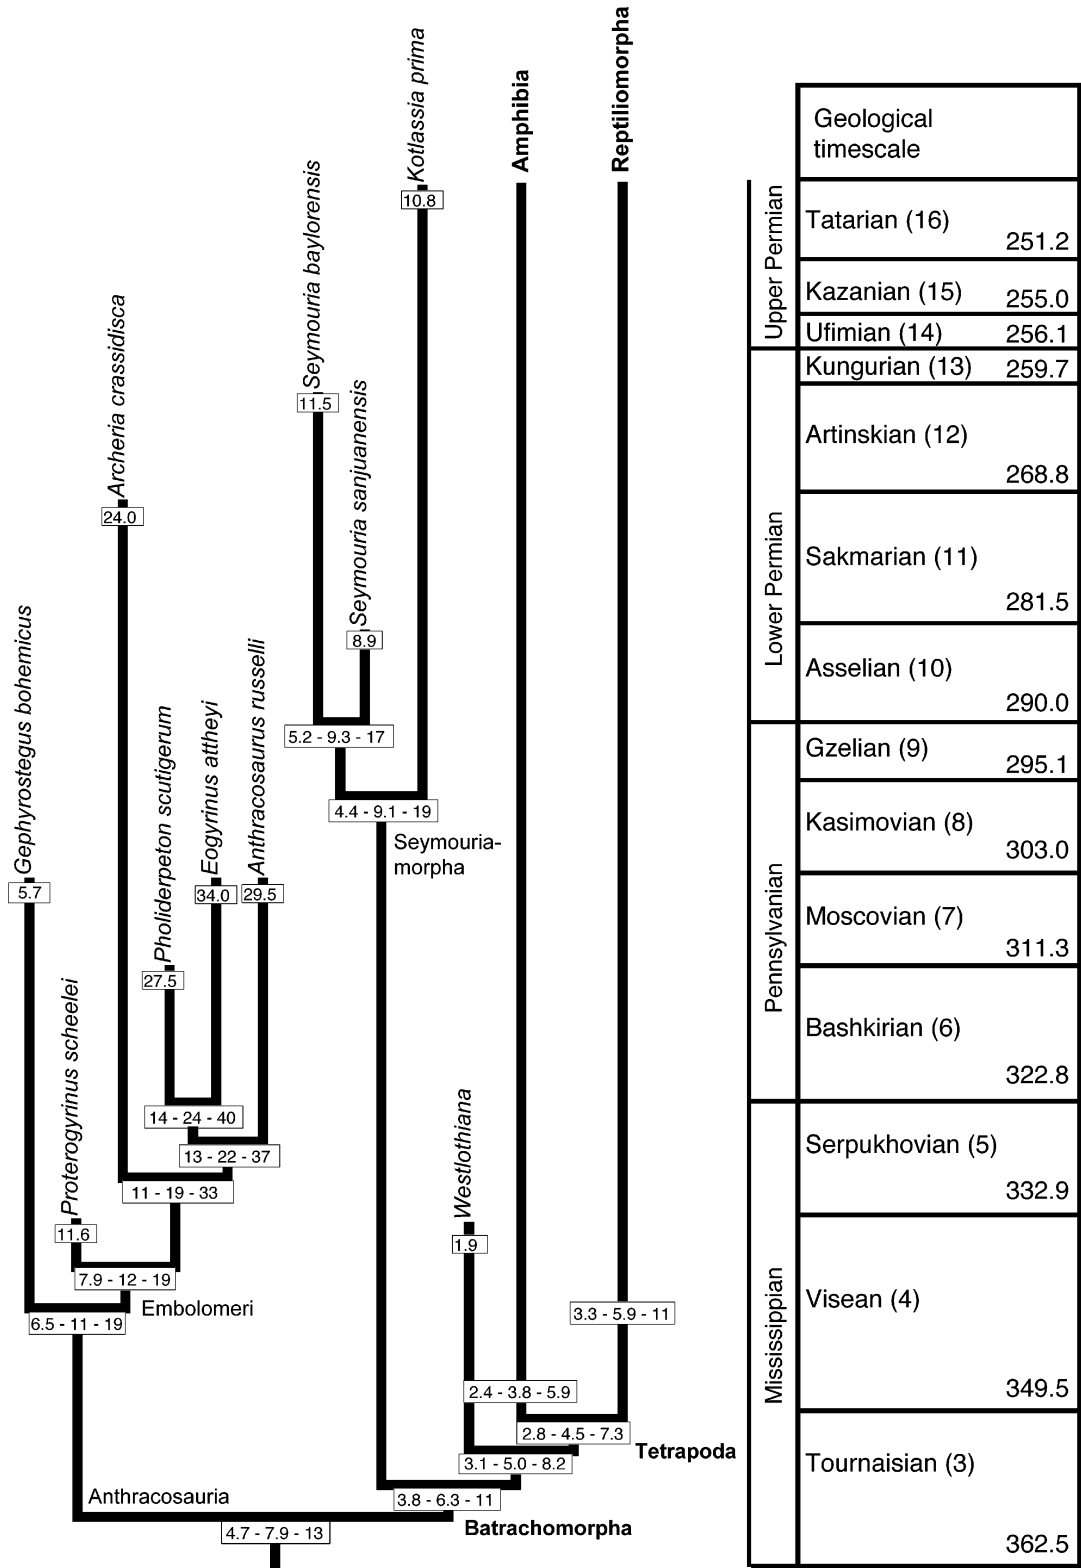 Gephyrostegus bohemicus
5.7
Proterogyrinus scheelei
11.6
Archeria crassidisca
24.0
Pholiderpeton scutigerum
27.5
Eogyrinus attheyi
34.0
Anthracosaurus russelli
29.5
Seymouria baylorensis
11.5
Seymouria sanjuanensis
8.9
Kotlassia prima
10.8
Westlothiana
1.9
Amphibia
Reptiliomorpha
5.2 - 9.3 - 17
4.4 - 9.1 - 19
Seymouria-
morpha
14 - 24 - 40
13 - 22 - 37
11 - 19 - 33
7.9 - 12 - 19
Embolomeri
6.5 - 11 - 19
3.3 - 5.9 - 11
2.4 - 3.8 - 5.9
2.8 - 4.5 - 7.3
Tetrapoda
3.1 - 5.0 - 8.2
3.8 - 6.3 - 11
Batrachomorpha
Anthracosauria
4.7 - 7.9 - 13
Geological
timescale
Upper Permian
Tatarian (16)
251.2
Kazanian (15)
255.0
Ufimian (14)
256.1
Lower Permian
Kungurian (13)
259.7
Artinskian (12)
268.8
Sakmarian (11)
281.5
Asselian (10)
290.0
Pennsylvanian
Gzelian (9)
295.1
Kasimovian (8)
303.0
Moscovian (7)
311.3
Bashkirian (6)
322.8
Mississippian
Serpukhovian (5)
332.9
Visean (4)
349.5
Tournaisian (3)
362.5